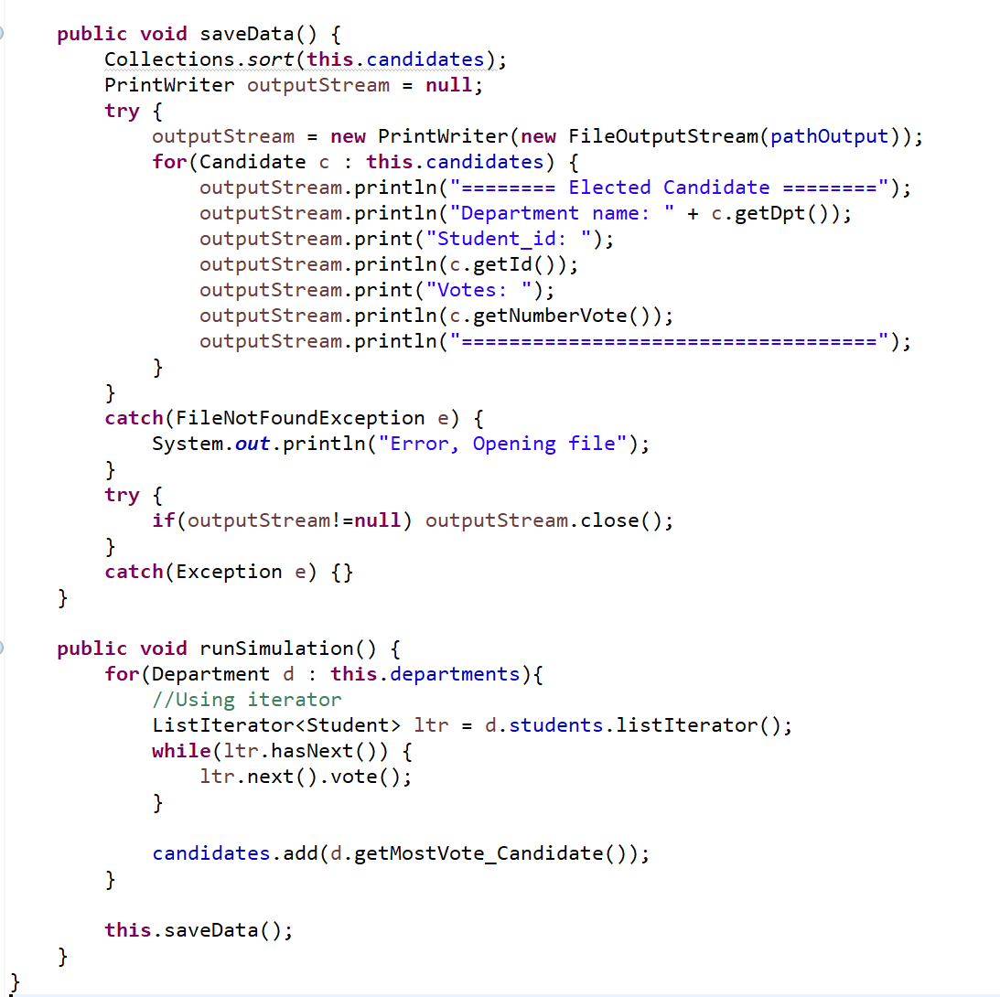 public void saveData() {
Collections.sort(this.candidates);
PrintWriter outputStream = null;
try {
outputStream = new PrintWriter(new FileOutputStream(pathOutput));
for(Candidate c : this.candidates) {
outputStream.println("======== Elected Candidate ========");
outputStream.println("Department name: " + c.getDpt());
outputStream.print("Student_id: ");
outputStream.println(c.getId());
outputStream.print("Votes: ");
outputStream.println(c.getNumberVote());
outputStream.println("===================================");
}
}
catch(FileNotFoundException e) {
System.out.println("Error, Opening file");
}
try {
if(outputStream!=null) outputStream.close();
}
catch(Exception e) {}
}
public void runSimulation() {
for(Department d : this.departments){
//Using iterator
ListIterator<Student> ltr = d.students.listIterator();
while(ltr.hasNext()) {
ltr.next().vote();
}
candidates.add(d.getMostVote_Candidate());
}
this.saveData();
}
}